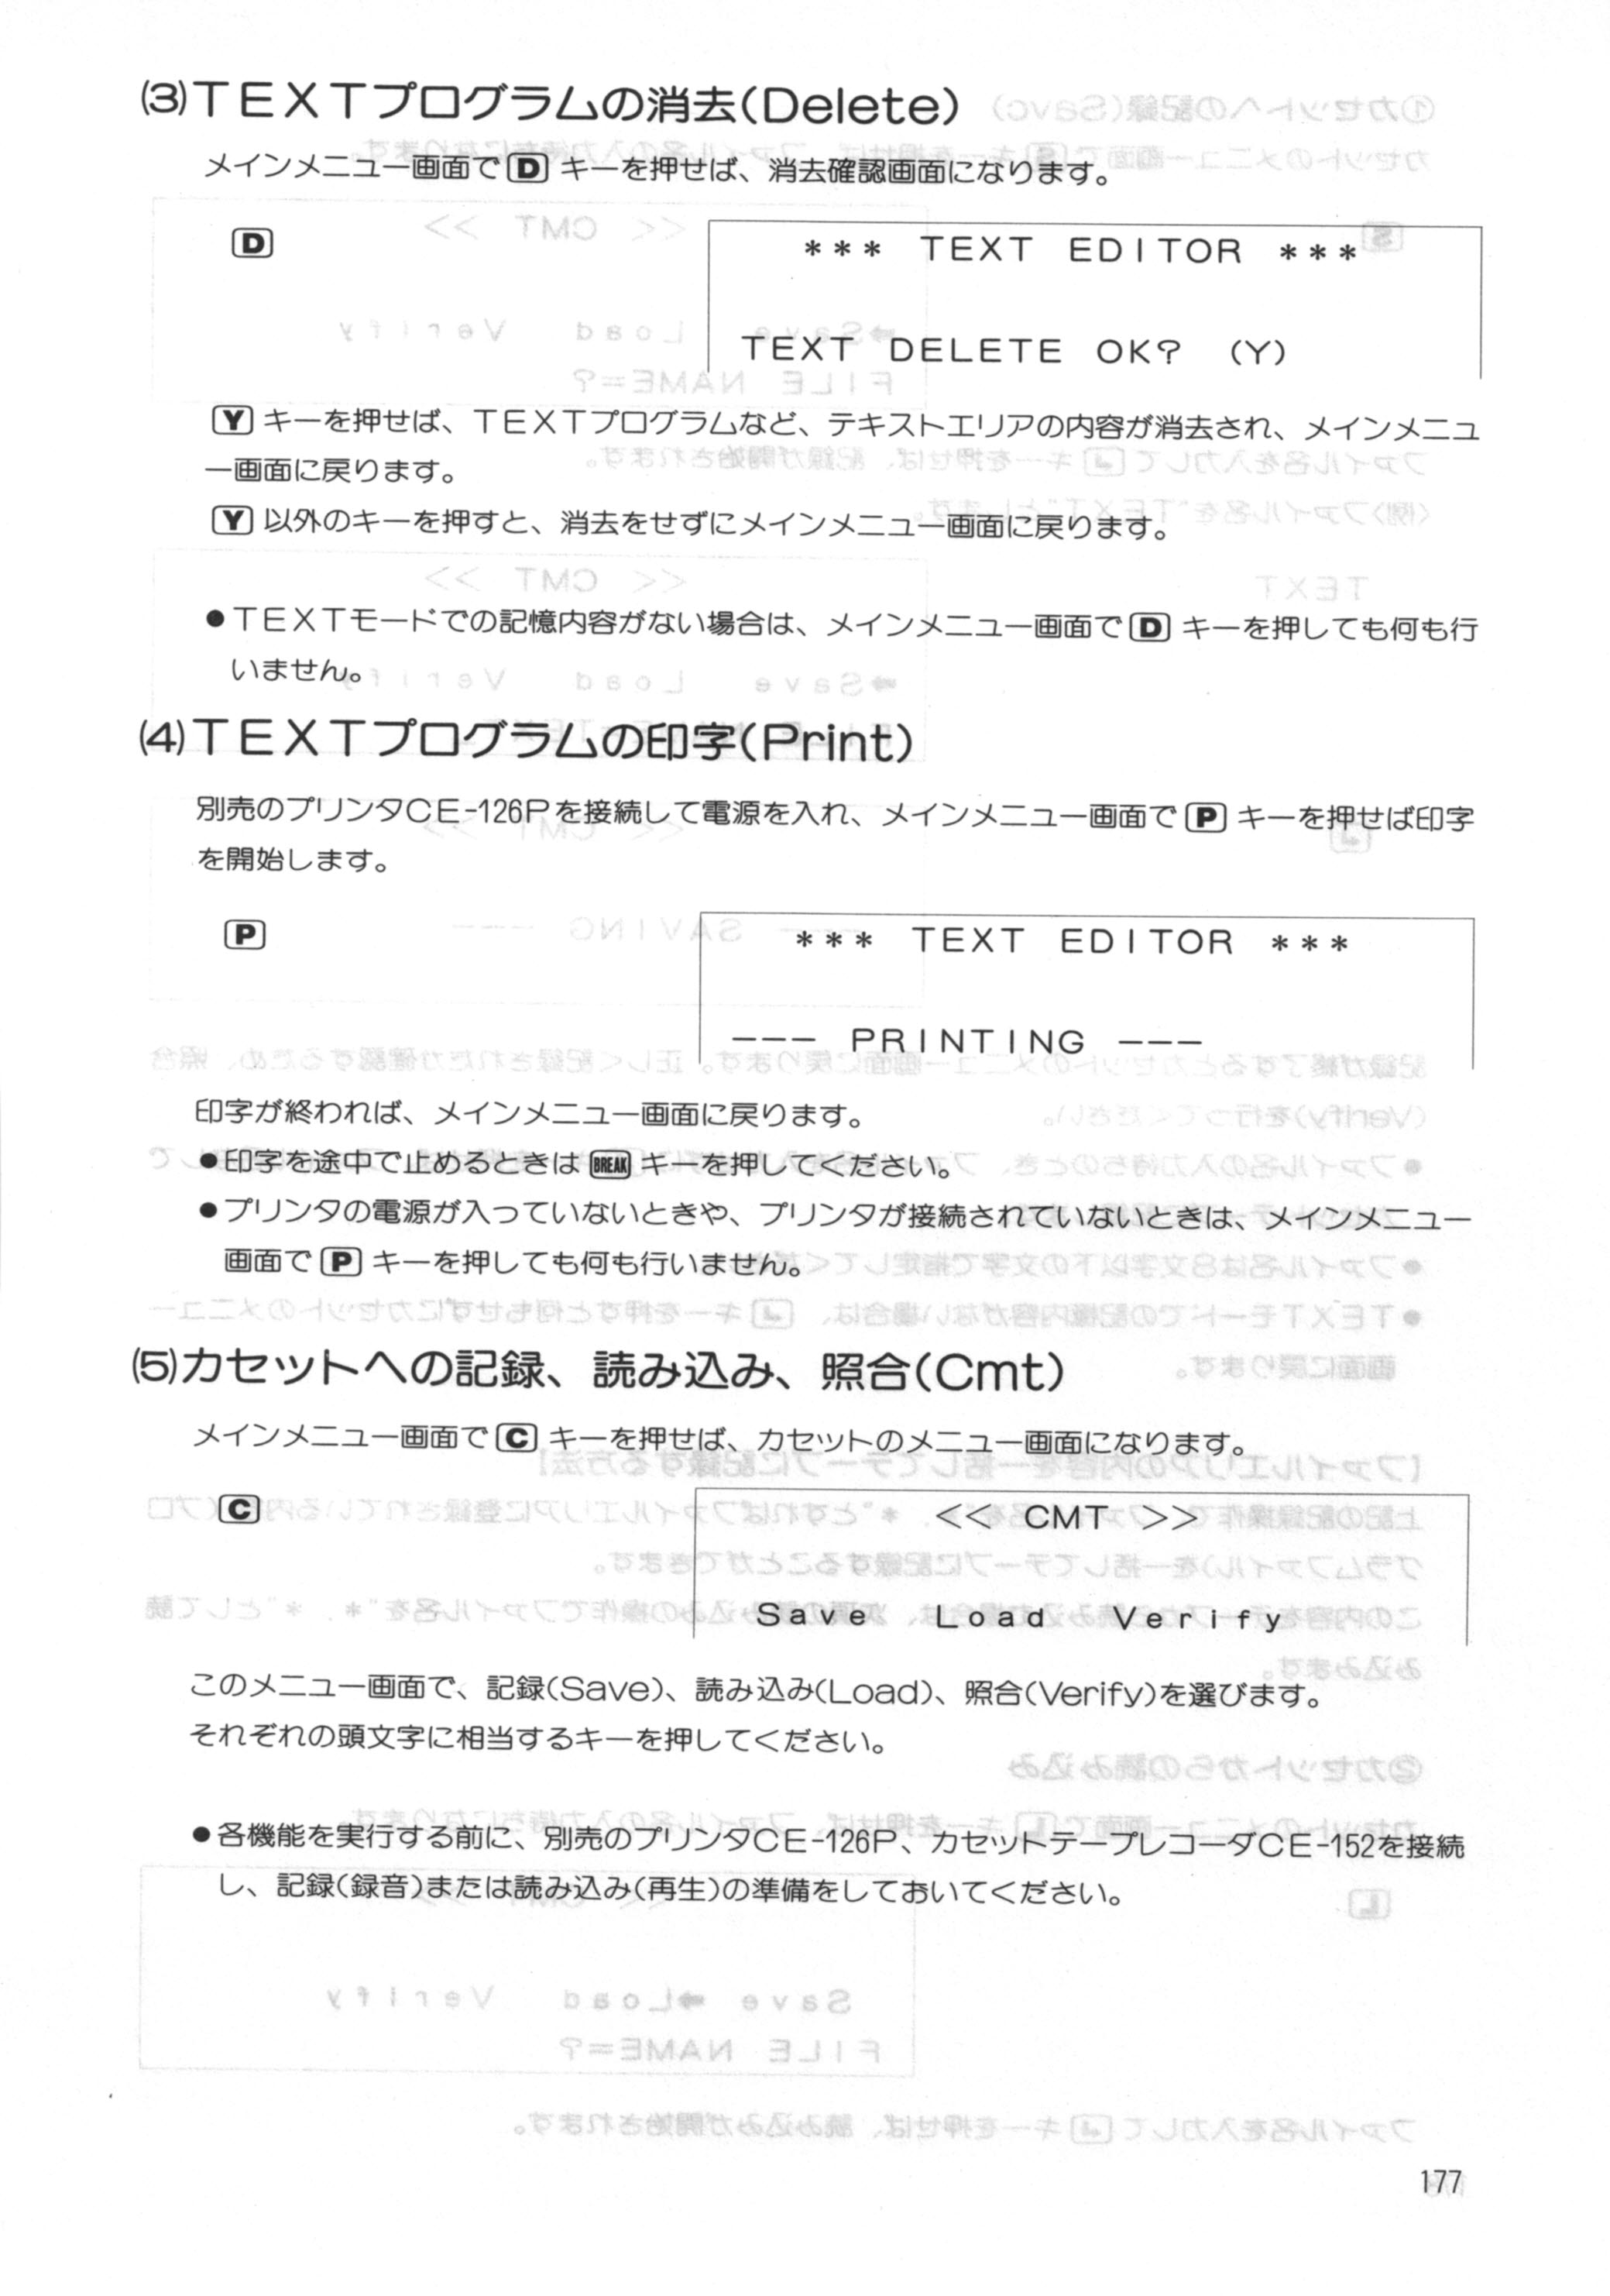 (3)TEXTプログラムの消去(Delete)
メインメニュー画面で D キーを押せば、消去確認画面になります。
D
*** TEXT EDITOR ***
TEXT DELETE OK? (Y)
Y キーを押せば、TEXTプログラムなど、テキストエリアの内容が消去され、メインメニュ
ー画面に戻ります。
Y 以外のキーを押すと、消去をせずにメインメニュー画面に戻ります。
●TEXTモードでの記憶内容がない場合は、メインメニュー画面で D キーを押しても何も行
いません。
(4)TEXTプログラムの印字(Print)
別売のプリンタCE-126Pを接続して電源を入れ、メインメニュー画面で P キーを押せば印字
を開始します。
P
*** TEXT EDITOR ***
--- PRINTING ---
印字が終われば、メインメニュー画面に戻ります。
●印字を途中で止めるときは BREAK キーを押してください。
●プリンタの電源が入っていないときや、プリンタが接続されていないときは、メインメニュー
画面で P キーを押しても何も行いません。
(5)カセットへの記録、読み込み、照合(Cmt)
メインメニュー画面で C キーを押せば、カセットのメニュー画面になります。
C
<< CMT >>
Save Load Verify
このメニュー画面で、記録(Save)、読み込み(Load)、照合(Verify)を選びます。
それぞれの頭文字に相当するキーを押してください。
●各機能を実行する前に、別売のプリンタCE-126P、カセットテープレコーダCE-152を接続
し、記録(録音)または読み込み(再生)の準備をしておいてください。
177